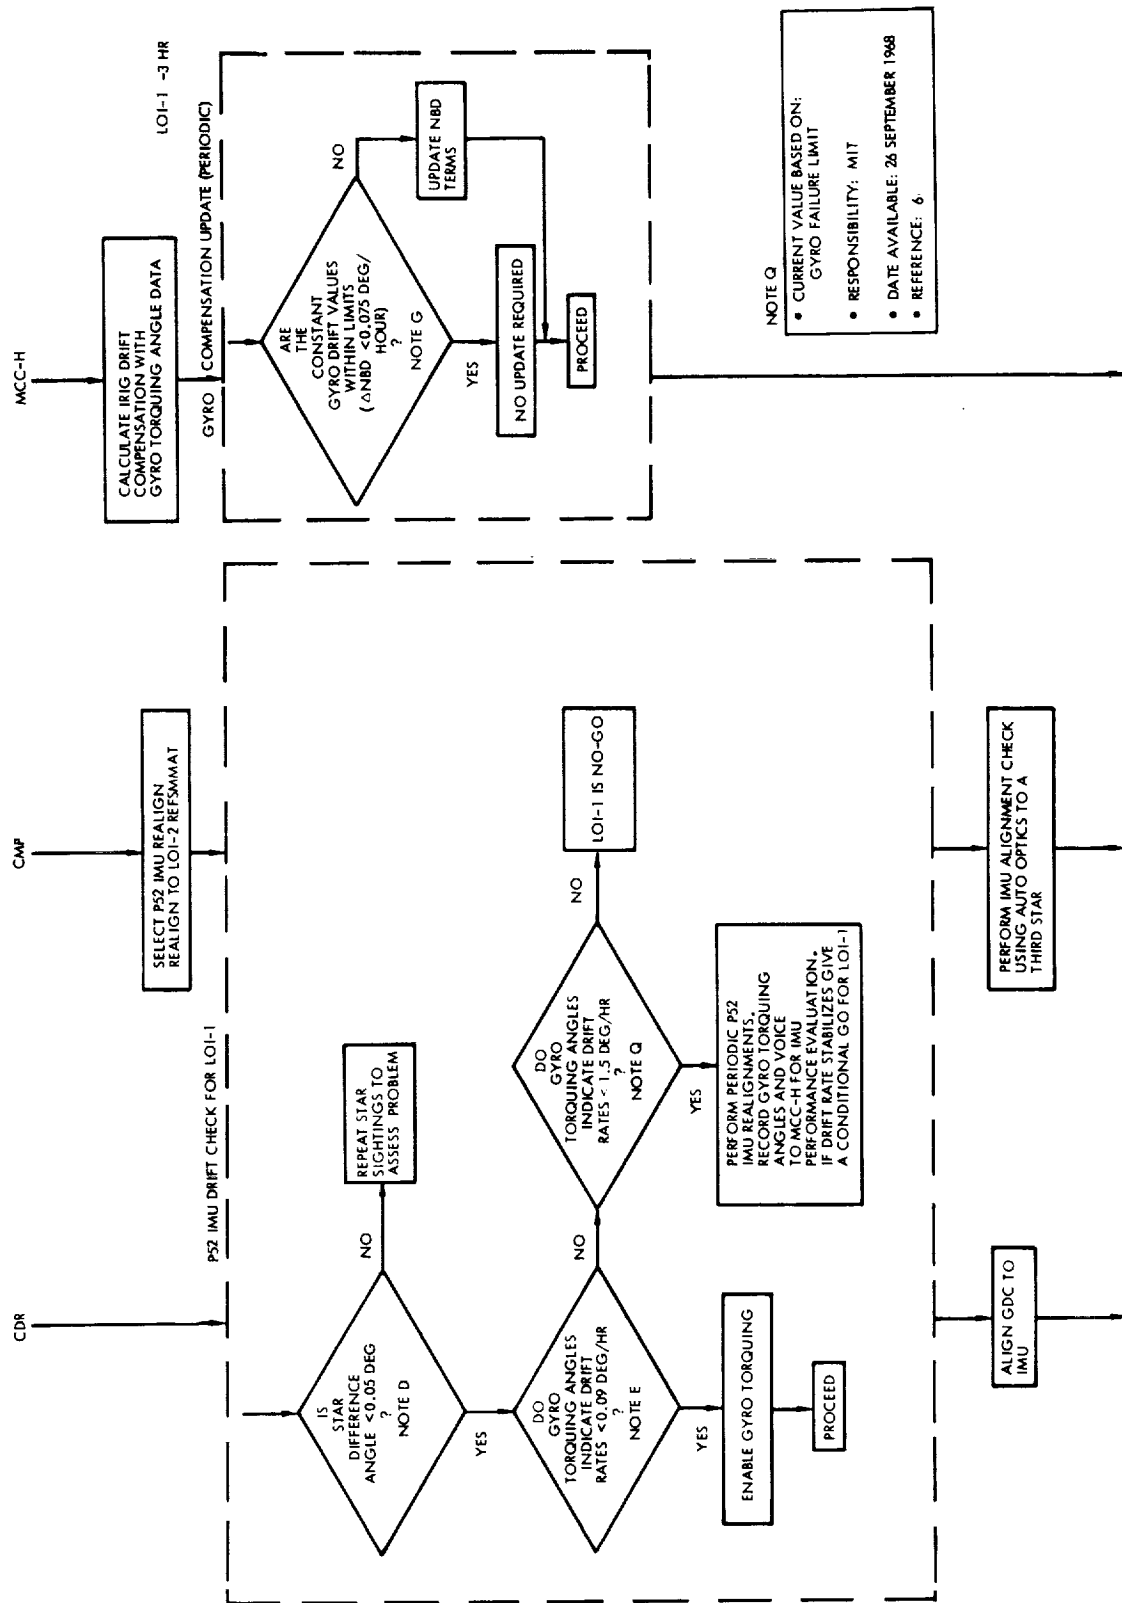 CDR
CMP
MCC-H
LOI-1 -3 HR
SELECT P52 IMU REALIGN
REALIGN TO LOI-2 REFSMMAT
CALCULATE IRIG DRIFT
COMPENSATION WITH
GYRO TORQUING ANGLE DATA
P52 IMU DRIFT CHECK FOR LOI-1
GYRO COMPENSATION UPDATE (PERIODIC)
IS
STAR
DIFFERENCE
ANGLE <0.05 DEG
?
NOTE D
NO
REPEAT STAR
SIGHTINGS TO
ASSESS PROBLEM
YES
DO
GYRO
TORQUING ANGLES
INDICATE DRIFT
RATES <0.09 DEG/HR
?
NOTE E
NO
DO
GYRO
TORQUING ANGLES
INDICATE DRIFT
RATES < 1.5 DEG/HR
?
NOTE Q
NO
LOI-1 IS NO-GO
YES
ENABLE GYRO TORQUING
PROCEED
YES
PERFORM PERIODIC P52
IMU REALIGNMENTS.
RECORD GYRO TORQUING
ANGLES AND VOICE
TO MCC-H FOR IMU
PERFORMANCE EVALUATION.
IF DRIFT RATE STABILIZES GIVE
A CONDITIONAL GO FOR LOI-1
ARE
THE
CONSTANT
GYRO DRIFT VALUES
WITHIN LIMITS
(△NBD <0.075 DEG/
HOUR)
?
NOTE G
NO
UPDATE NBD
TERMS
YES
NO UPDATE REQUIRED
PROCEED
ALIGN GDC TO
IMU
PERFORM IMU ALIGNMENT CHECK
USING AUTO OPTICS TO A
THIRD STAR
NOTE Q
• CURRENT VALUE BASED ON:
GYRO FAILURE LIMIT
• RESPONSIBILITY: MIT
• DATE AVAILABLE: 26 SEPTEMBER 1968
• REFERENCE: 6